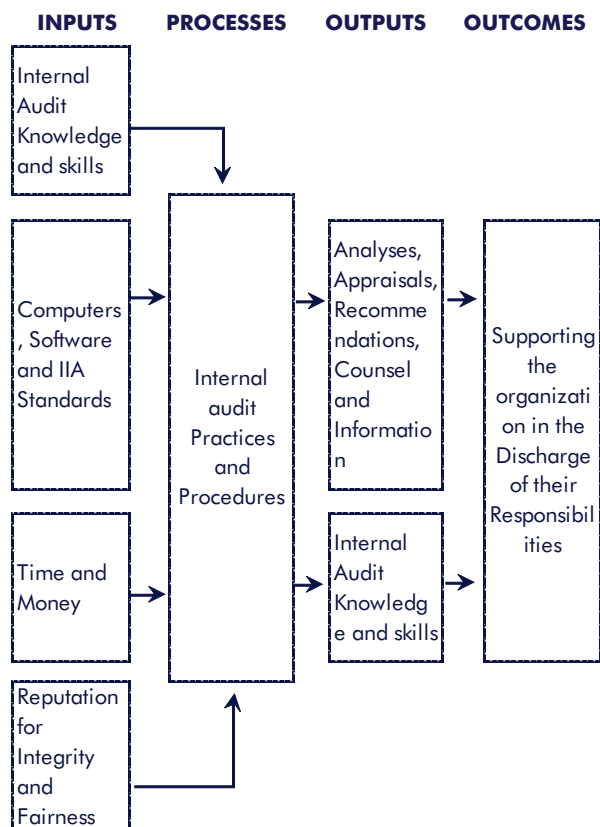 INPUTS PROCESSES OUTPUTS OUTCOMES
Internal
Audit
Knowledge
and skills
Computers
, Software
and IIA
Standards
Time and
Money
Reputation
for
Integrity
and
Fairness
Internal
audit
Practices
and
Procedures
Analyses,
Appraisals,
Recomme
ndations,
Counsel
and
Informatio
n
Internal
Audit
Knowledg
e and skills
Supporting
the
organizati
on in the
Discharge
of their
Responsibil
ities